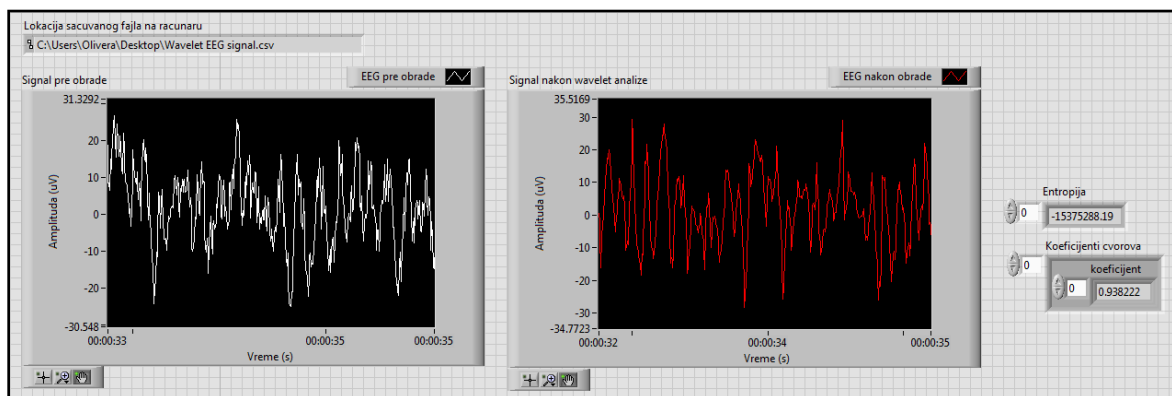 Lokacija sacuvanog fajla na racunaru
C:\Users\Olivera\Desktop\Wavelet EEG signal.csv
Signal pre obrade
EEG pre obrade
31.3292
20
10
0
-10
-20
-30.548
Amplituda (uV)
00:00:33
00:00:35
00:00:35
Vreme (s)
Signal nakon wavelet analize
EEG nakon obrade
35.5169
30
20
10
0
-10
-20
-30
-34.7723
Amplituda (uV)
00:00:32
00:00:34
00:00:35
Vreme (s)
Entropija
0
-15375288.19
Koeficijenti cvorova
0
koeficijent
0
0.938222